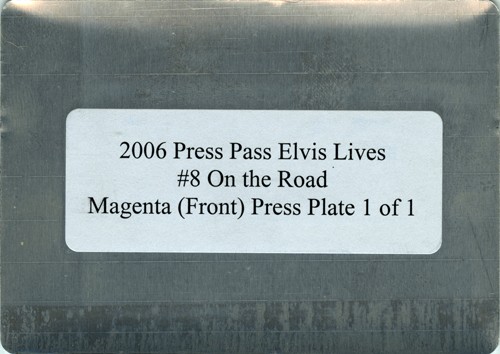 2006 Press Pass Elvis Lives
#8 On the Road
Magenta (Front) Press Plate 1 of 1